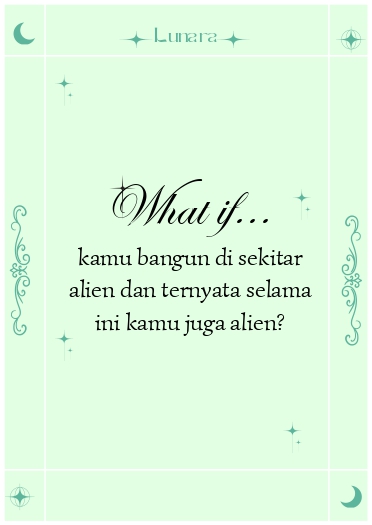 Lunara
What if...
kamu bangun di sekitar
alien dan ternyata selama
ini kamu juga alien?